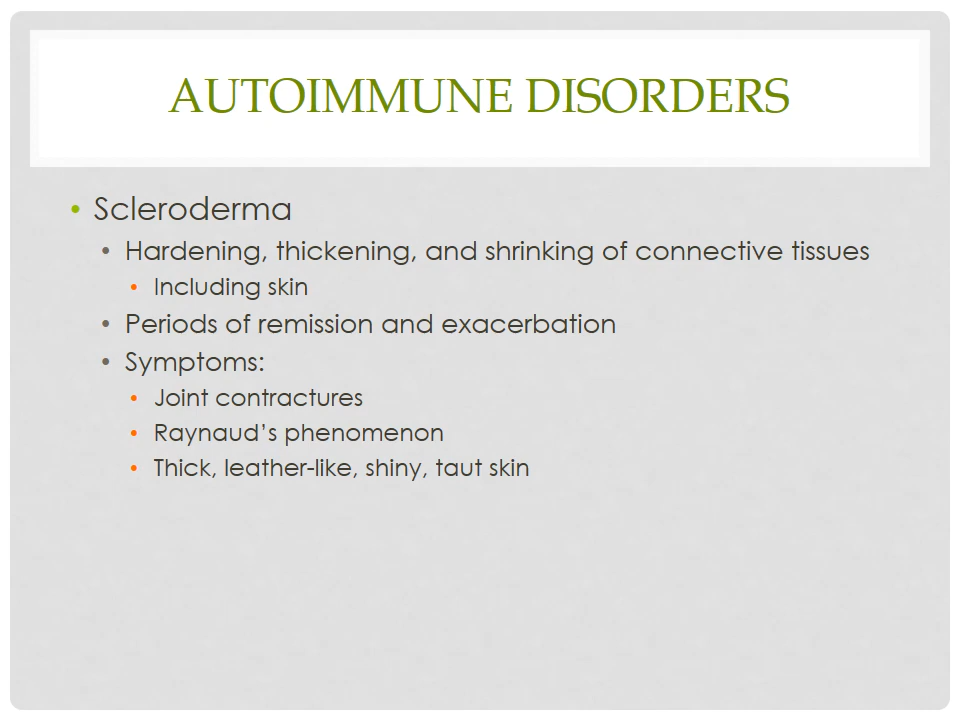 AUTOIMMUNE DISORDERS
• Scleroderma
• Hardening, thickening, and shrinking of connective tissues
• Including skin
• Periods of remission and exacerbation
• Symptoms:
• Joint contractures
• Raynaud’s phenomenon
• Thick, leather-like, shiny, taut skin